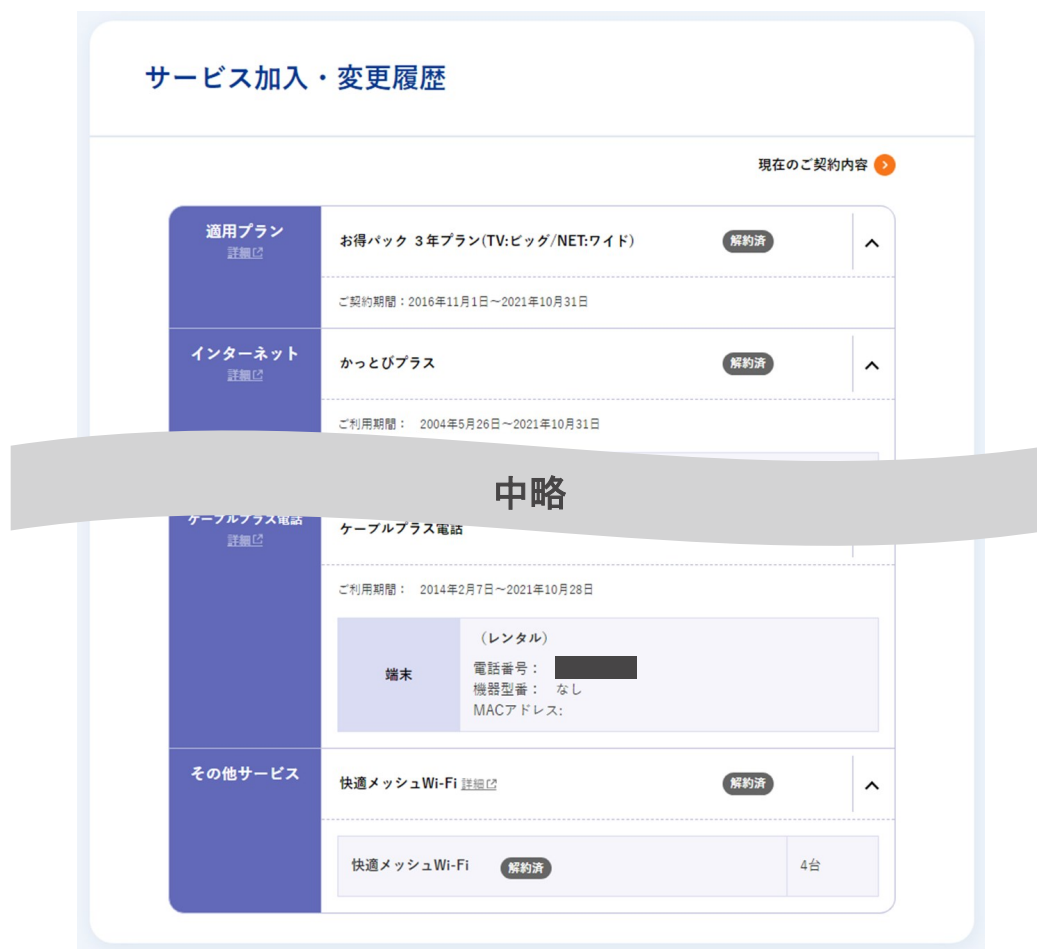 サービス加入・変更履歴
現在のご契約内容
適用プラン
詳細
お得パック 3年プラン(TV:ビッグ/NET:ワイド)
解約済
ご契約期間：2016年11月1日～2021年10月31日
インターネット
詳細
かっとびプラス
解約済
ご利用期間： 2004年5月26日～2021年10月31日
中略
ケーブルプラス電話
詳細
ケーブルプラス電話
ご利用期間： 2014年2月7日～2021年10月28日
端末
（レンタル）
電話番号：
機器型番： なし
MACアドレス:
その他サービス
快適メッシュWi-Fi 詳細
解約済
快適メッシュWi-Fi 解約済 4台